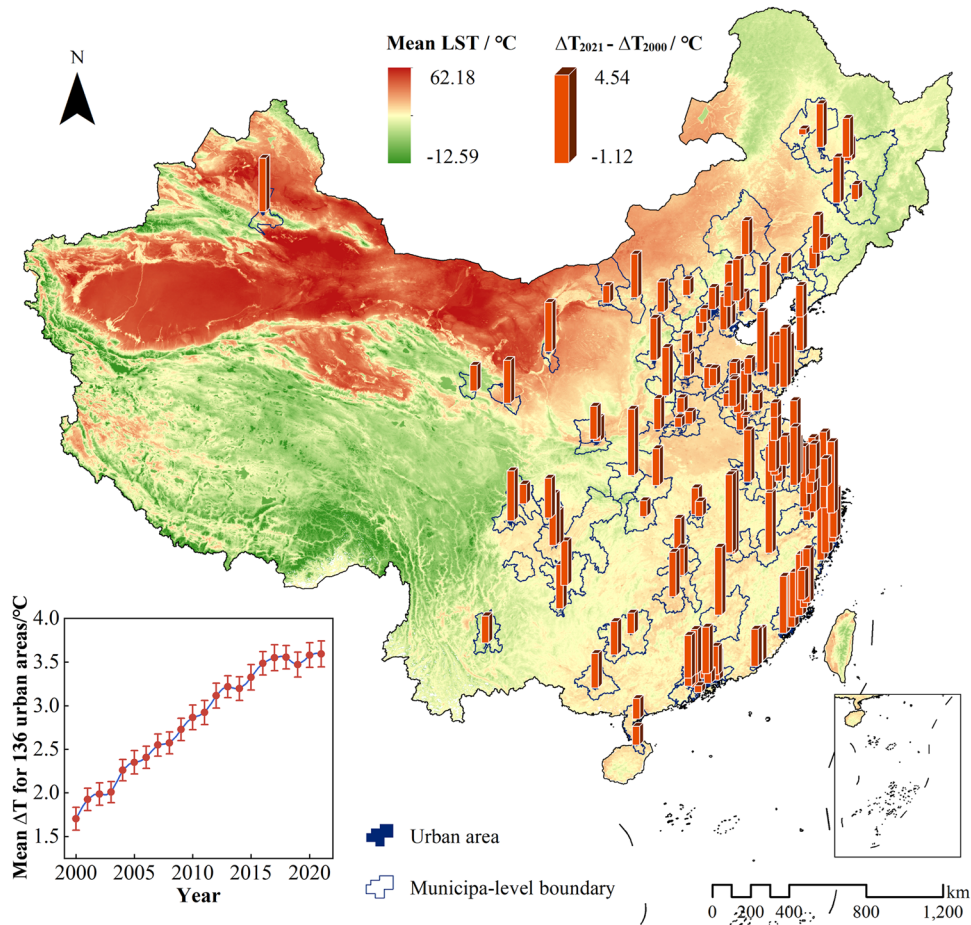 N
Mean LST / °C
62.18
-12.59
ΔT2021 - ΔT2000 / °C
4.54
-1.12
Mean ΔT for 136 urban areas/°C
4.0
3.5
3.0
2.5
2.0
1.5
2000 2005 2010 2015 2020
Year
Urban area
Municipa-level boundary
0 200 400 800 1,200 km